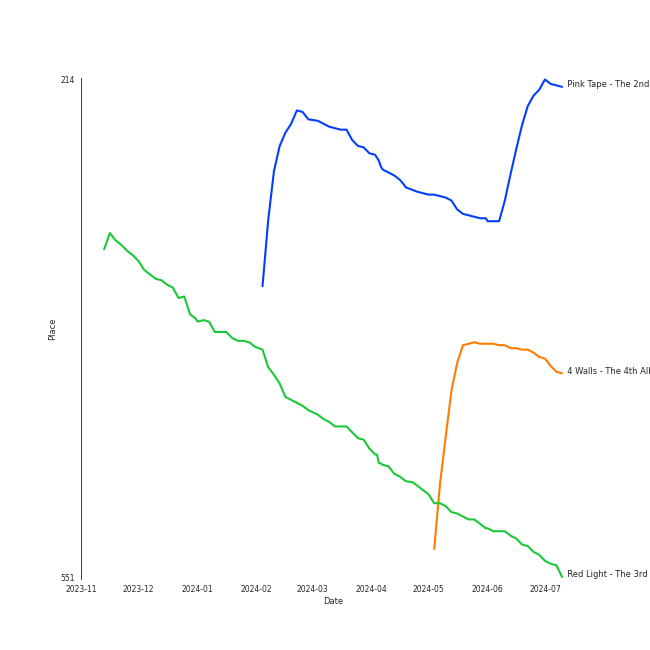 214
Pink Tape - The 2nd
Place
4 Walls - The 4th Al
Red Light - The 3rd
551
2023-11 2023-12 2024-01 2024-02 2024-03 2024-04 2024-05 2024-06 2024-07
Date